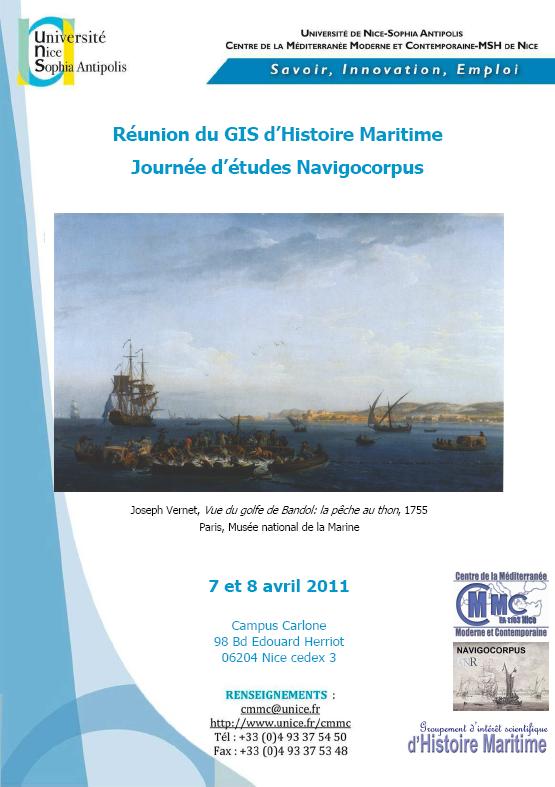 Université
Nice
Sophia Antipolis
UNIVERSITÉ DE NICE-SOPHIA ANTIPOLIS
CENTRE DE LA MÉDITERRANÉE MODERNE ET CONTEMPORAINE-MSH DE NICE
Savoir, Innovation, Emploi
Réunion du GIS d'Histoire Maritime
Journée d'études Navigocorpus
Joseph Vernet, Vue du golfe de Bandol: la pêche au thon, 1755
Paris, Musée national de la Marine
7 et 8 avril 2011
Campus Carlone
98 Bd Edouard Herriot
06204 Nice cedex 3
RENSEIGNEMENTS :
cmmc@unice.fr
http://www.unice.fr/cmmc
Tél : +33 (0)4 93 37 54 50
Fax : +33 (0)4 93 37 53 48
Centre de la Méditerranée
CMMC
EA 1193 Nice
Moderne et Contemporaine
NAVIGOCORPUS
Groupement d'intérêt scientifique
d'Histoire Maritime